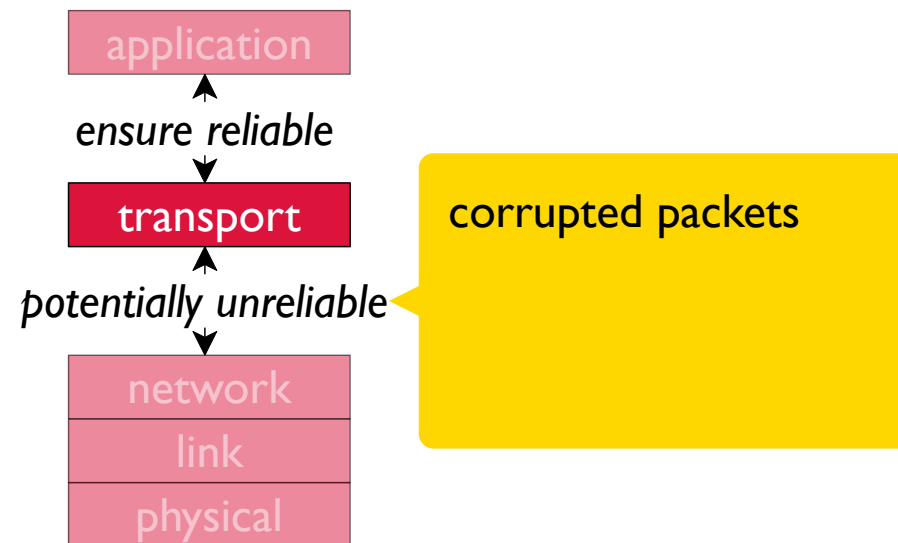 application
ensure reliable
transport
corrupted packets
potentially unreliable
network
link
physical